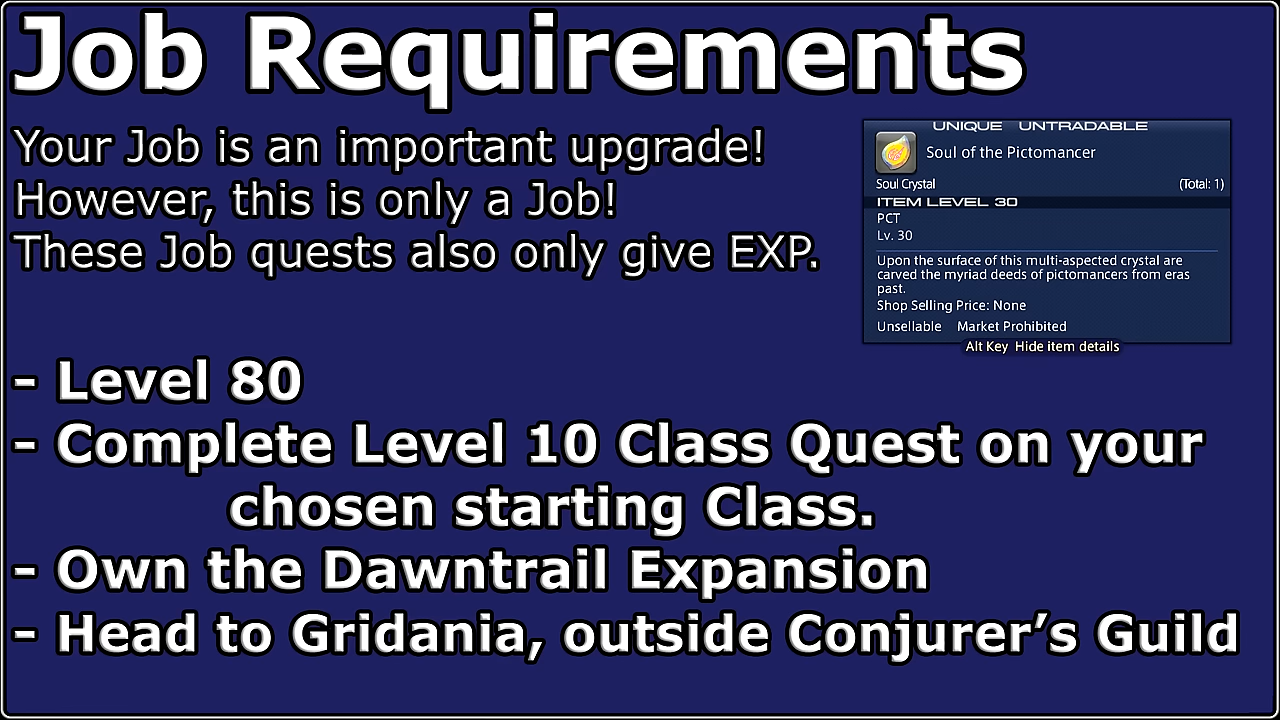 Job Requirements
Your Job is an important upgrade!
However, this is only a Job!
These Job quests also only give EXP.
UNIQUE UNTRADABLE
Soul of the Pictomancer
Soul Crystal (Total: 1)
ITEM LEVEL 30
PCT
Lv. 30
Upon the surface of this multi-aspected crystal are
carved the myriad deeds of pictomancers from eras
past.
Shop Selling Price: None
Unsellable Market Prohibited
Alt Key Hide item details
- Level 80
- Complete Level 10 Class Quest on your
chosen starting Class.
- Own the Dawntrail Expansion
- Head to Gridania, outside Conjurer’s Guild